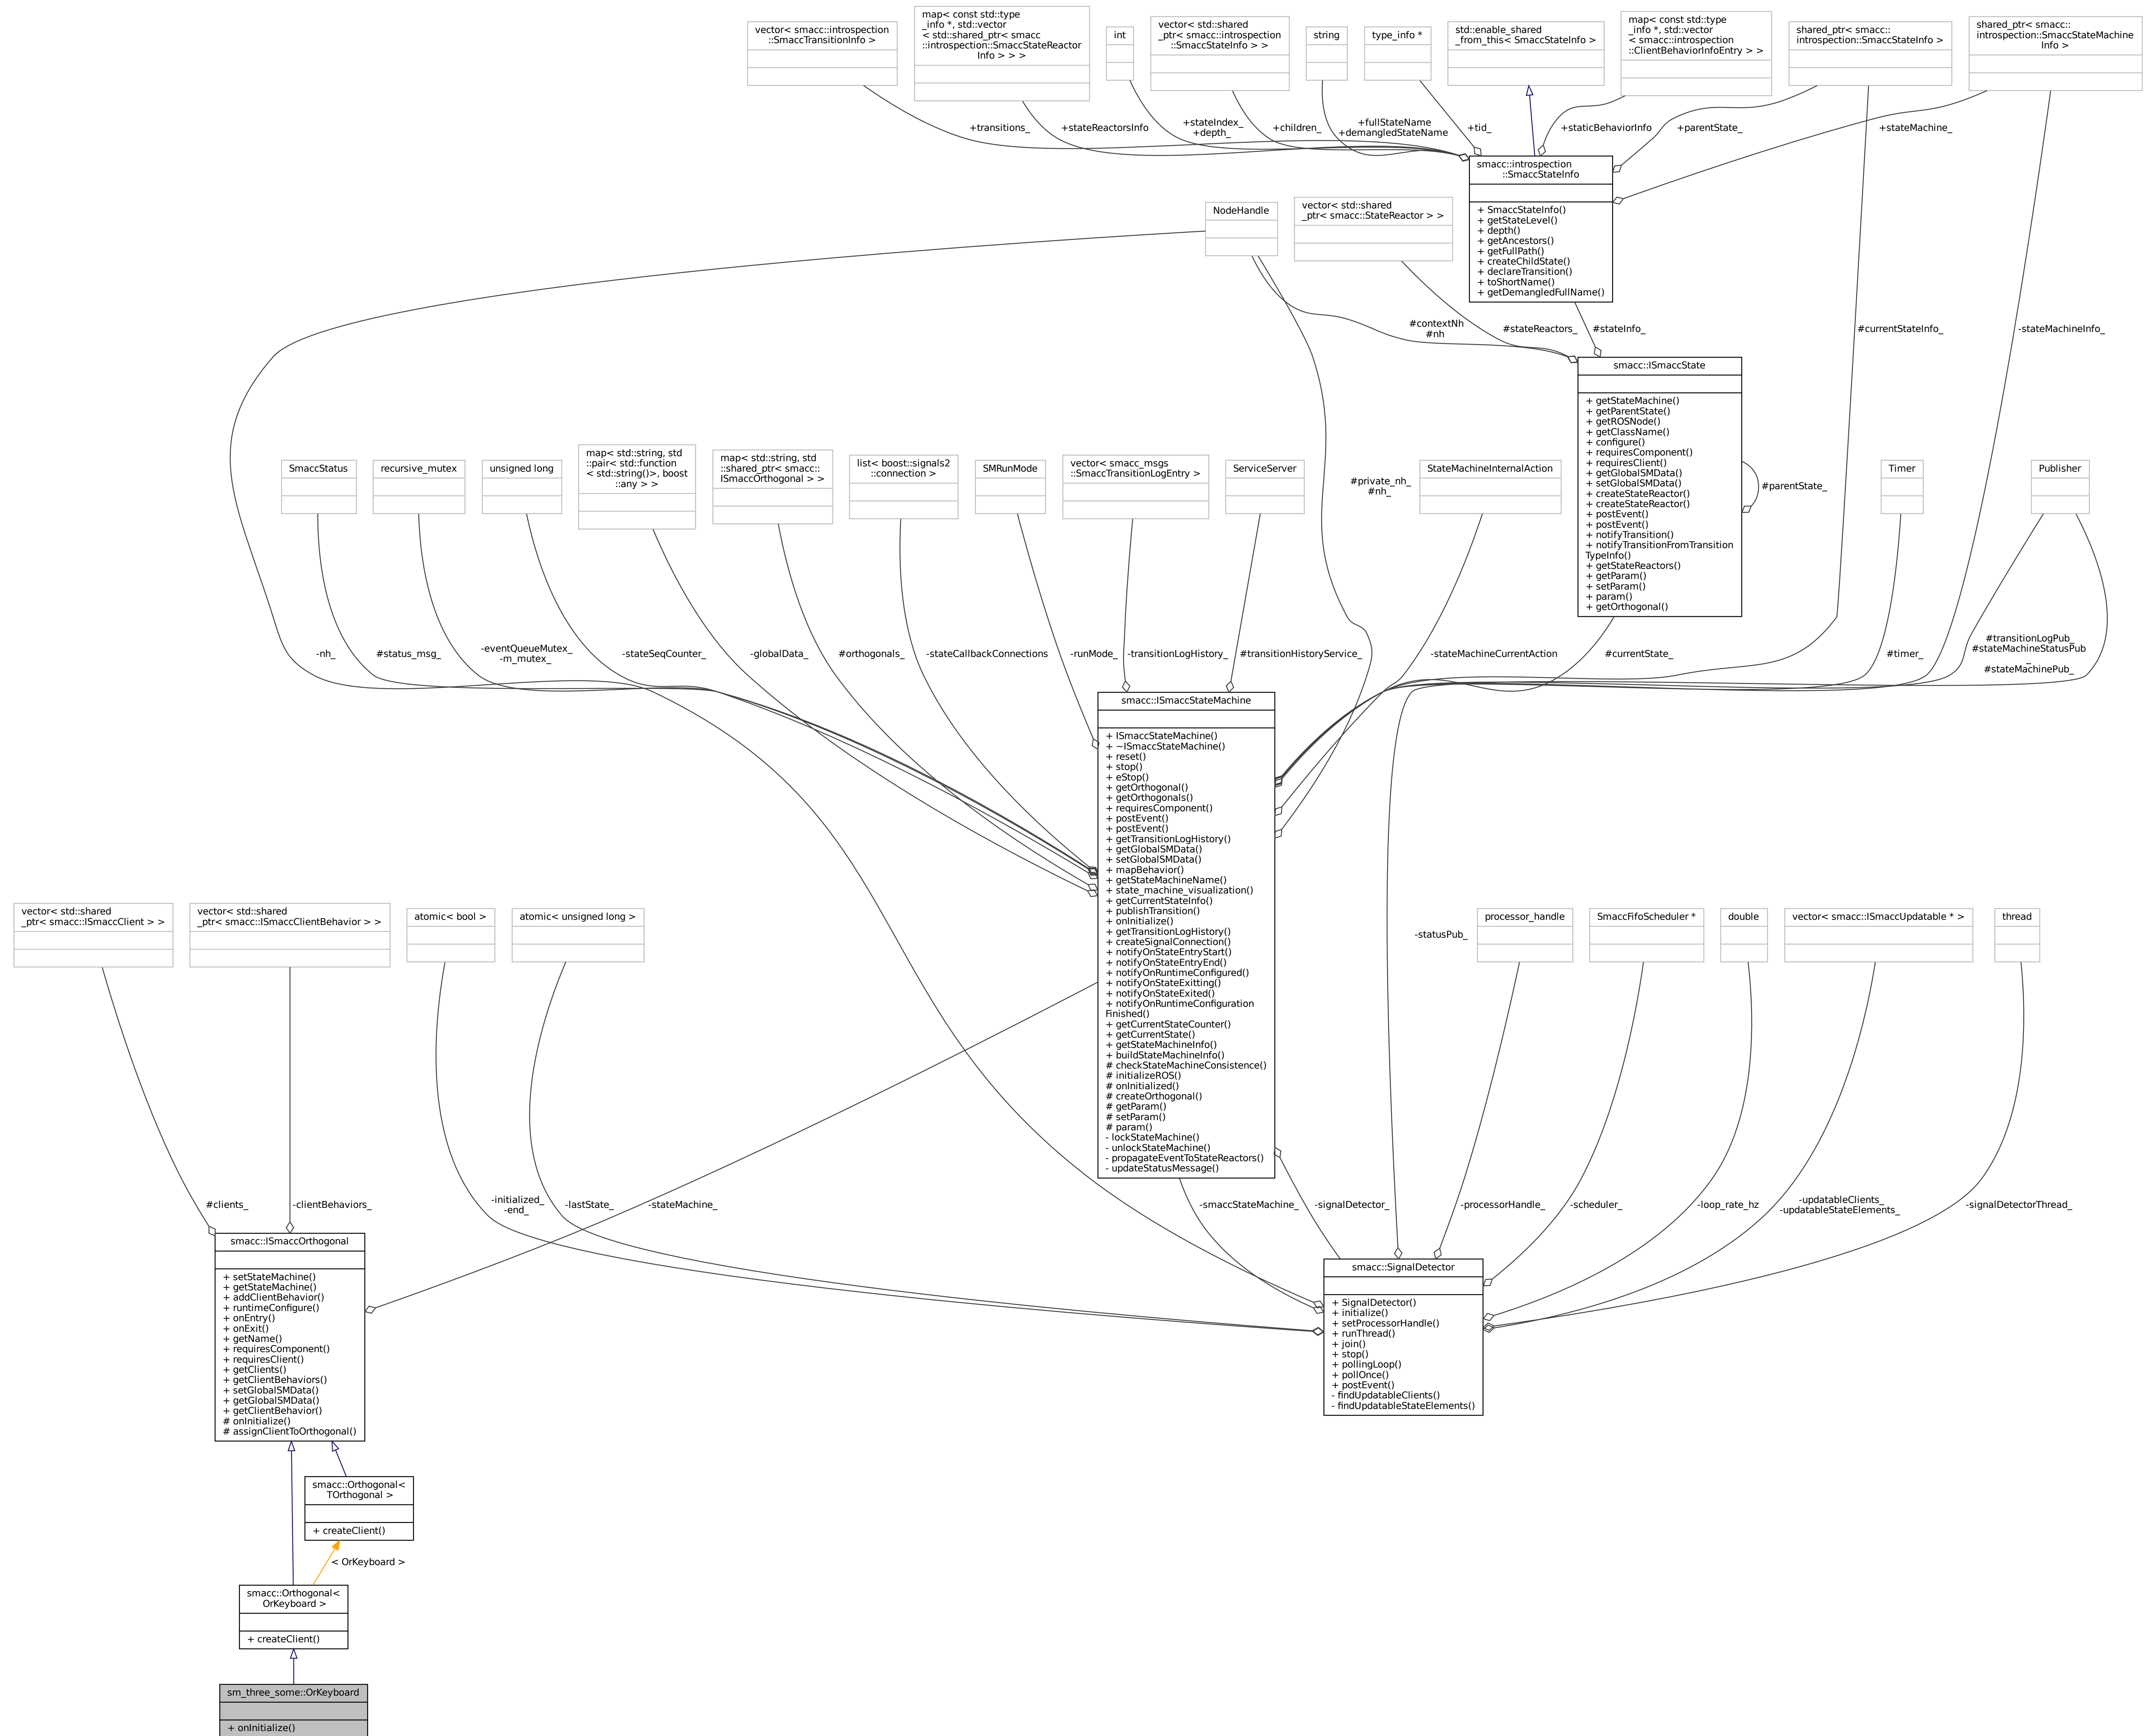 vector< smacc::introspection
::SmaccTransitionInfo >
map< const std::type
_info *, std::vector
< std::shared_ptr< smacc
::introspection::SmaccStateReactor
Info > > >
int
vector< std::shared
_ptr< smacc::introspection
::SmaccStateInfo > >
string
type_info *
std::enable_shared
_from_this< SmaccStateInfo >
map< const std::type
_info *, std::vector
< smacc::introspection
::ClientBehaviorInfoEntry > >
shared_ptr< smacc::
introspection::SmaccStateInfo >
shared_ptr< smacc::
introspection::SmaccStateMachine
Info >
+transitions_
+stateReactorsInfo
+stateIndex_
+depth_
+children_
+fullStateName
+demangledStateName
+tid_
+staticBehaviorInfo
+parentState_
+stateMachine_
smacc::introspection
::SmaccStateInfo
+ SmaccStateInfo()
+ getStateLevel()
+ depth()
+ getAncestors()
+ getFullPath()
+ createChildState()
+ declareTransition()
+ toShortName()
+ getDemangledFullName()
NodeHandle
vector< std::shared
_ptr< smacc::StateReactor > >
#contextNh
#nh
#stateReactors_
#stateInfo_
#currentStateInfo_
-stateMachineInfo_
smacc::ISmaccState
+ getStateMachine()
+ getParentState()
+ getROSNode()
+ getClassName()
+ configure()
+ requiresComponent()
+ requiresClient()
+ getGlobalSMData()
+ setGlobalSMData()
+ createStateReactor()
+ createStateReactor()
+ postEvent()
+ postEvent()
+ notifyTransition()
+ notifyTransitionFromTransition
TypeInfo()
+ getStateReactors()
+ getParam()
+ setParam()
+ param()
+ getOrthogonal()
#parentState_
SmaccStatus
recursive_mutex
unsigned long
map< std::string, std
::pair< std::function
< std::string()>, boost
::any > >
map< std::string, std
::shared_ptr< smacc::
ISmaccOrthogonal > >
list< boost::signals2
::connection >
SMRunMode
vector< smacc_msgs
::SmaccTransitionLogEntry >
ServiceServer
#private_nh_
#nh_
StateMachineInternalAction
Timer
Publisher
-nh_
#status_msg_
-eventQueueMutex_
-m_mutex_
-stateSeqCounter_
-globalData_
#orthogonals_
-stateCallbackConnections
-runMode_
-transitionLogHistory_
#transitionHistoryService_
-stateMachineCurrentAction
#currentState_
#timer_
#transitionLogPub_
#stateMachineStatusPub
_
#stateMachinePub_
smacc::ISmaccStateMachine
+ ISmaccStateMachine()
+ ~ISmaccStateMachine()
+ reset()
+ stop()
+ eStop()
+ getOrthogonal()
+ getOrthogonals()
+ requiresComponent()
+ postEvent()
+ postEvent()
+ getTransitionLogHistory()
+ getGlobalSMData()
+ setGlobalSMData()
+ mapBehavior()
+ getStateMachineName()
+ state_machine_visualization()
+ getCurrentStateInfo()
+ publishTransition()
+ onInitialize()
+ getTransitionLogHistory()
+ createSignalConnection()
+ notifyOnStateEntryStart()
+ notifyOnStateEntryEnd()
+ notifyOnRuntimeConfigured()
+ notifyOnStateExitting()
+ notifyOnStateExited()
+ notifyOnRuntimeConfiguration
Finished()
+ getCurrentStateCounter()
+ getCurrentState()
+ getStateMachineInfo()
+ buildStateMachineInfo()
# checkStateMachineConsistence()
# initializeROS()
# onInitialized()
# createOrthogonal()
# getParam()
# setParam()
# param()
- lockStateMachine()
- unlockStateMachine()
- propagateEventToStateReactors()
- updateStatusMessage()
vector< std::shared
_ptr< smacc::ISmaccClient > >
vector< std::shared
_ptr< smacc::ISmaccClientBehavior > >
atomic< bool >
atomic< unsigned long >
-statusPub_
processor_handle
SmaccFifoScheduler *
double
vector< smacc::ISmaccUpdatable * >
thread
#clients_
-clientBehaviors_
-initialized_
-end_
-lastState_
-stateMachine_
-smaccStateMachine_
-signalDetector_
-processorHandle_
-scheduler_
-loop_rate_hz
-updatableClients_
-updatableStateElements_
-signalDetectorThread_
smacc::ISmaccOrthogonal
+ setStateMachine()
+ getStateMachine()
+ addClientBehavior()
+ runtimeConfigure()
+ onEntry()
+ onExit()
+ getName()
+ requiresComponent()
+ requiresClient()
+ getClients()
+ getClientBehaviors()
+ setGlobalSMData()
+ getGlobalSMData()
+ getClientBehavior()
# onInitialize()
# assignClientToOrthogonal()
smacc::SignalDetector
+ SignalDetector()
+ initialize()
+ setProcessorHandle()
+ runThread()
+ join()
+ stop()
+ pollingLoop()
+ pollOnce()
+ postEvent()
- findUpdatableClients()
- findUpdatableStateElements()
smacc::Orthogonal<
TOrthogonal >
+ createClient()
< OrKeyboard >
smacc::Orthogonal<
OrKeyboard >
+ createClient()
sm_three_some::OrKeyboard
+ onInitialize()